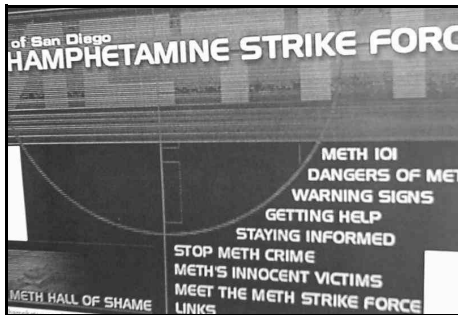 of San Diego
HAMPHETAMINE STRIKE FORC
METH 101
DANGERS OF MET
WARNING SIGNS
GETTING HELP
STAYING INFORMED
STOP METH CRIME
METH'S INNOCENT VICTIMS
MEET THE METH STRIKE FORCE
LINKS
METH HALL OF SHAME